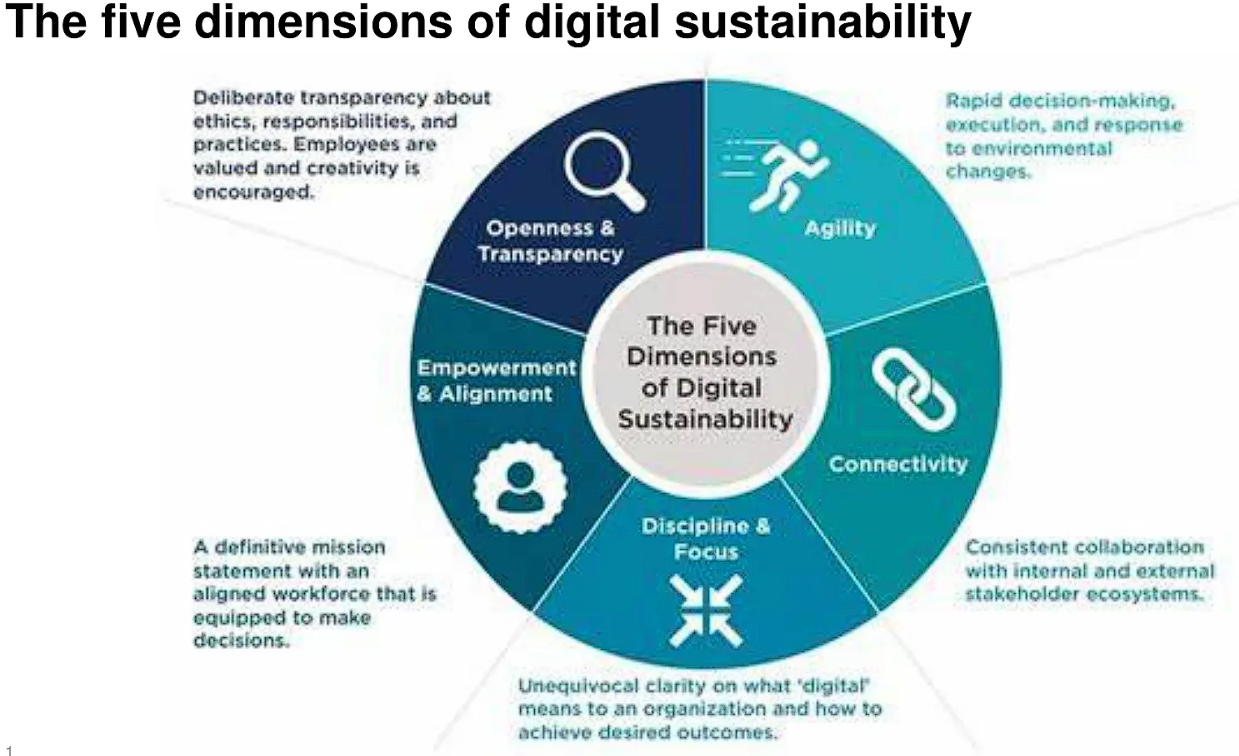 The five dimensions of digital sustainability
Deliberate transparency about
ethics, responsibilities, and
practices. Employees are
valued and creativity is
encouraged.
Rapid decision-making,
execution, and response
to environmental
changes.
Openness &
Transparency
Agility
The Five
Dimensions
of Digital
Sustainability
Empowerment
& Alignment
Connectivity
Discipline &
Focus
A definitive mission
statement with an
aligned workforce that is
equipped to make
decisions.
Consistent collaboration
with internal and external
stakeholder ecosystems.
Unequivocal clarity on what 'digital'
means to an organization and how to
achieve desired outcomes.
1